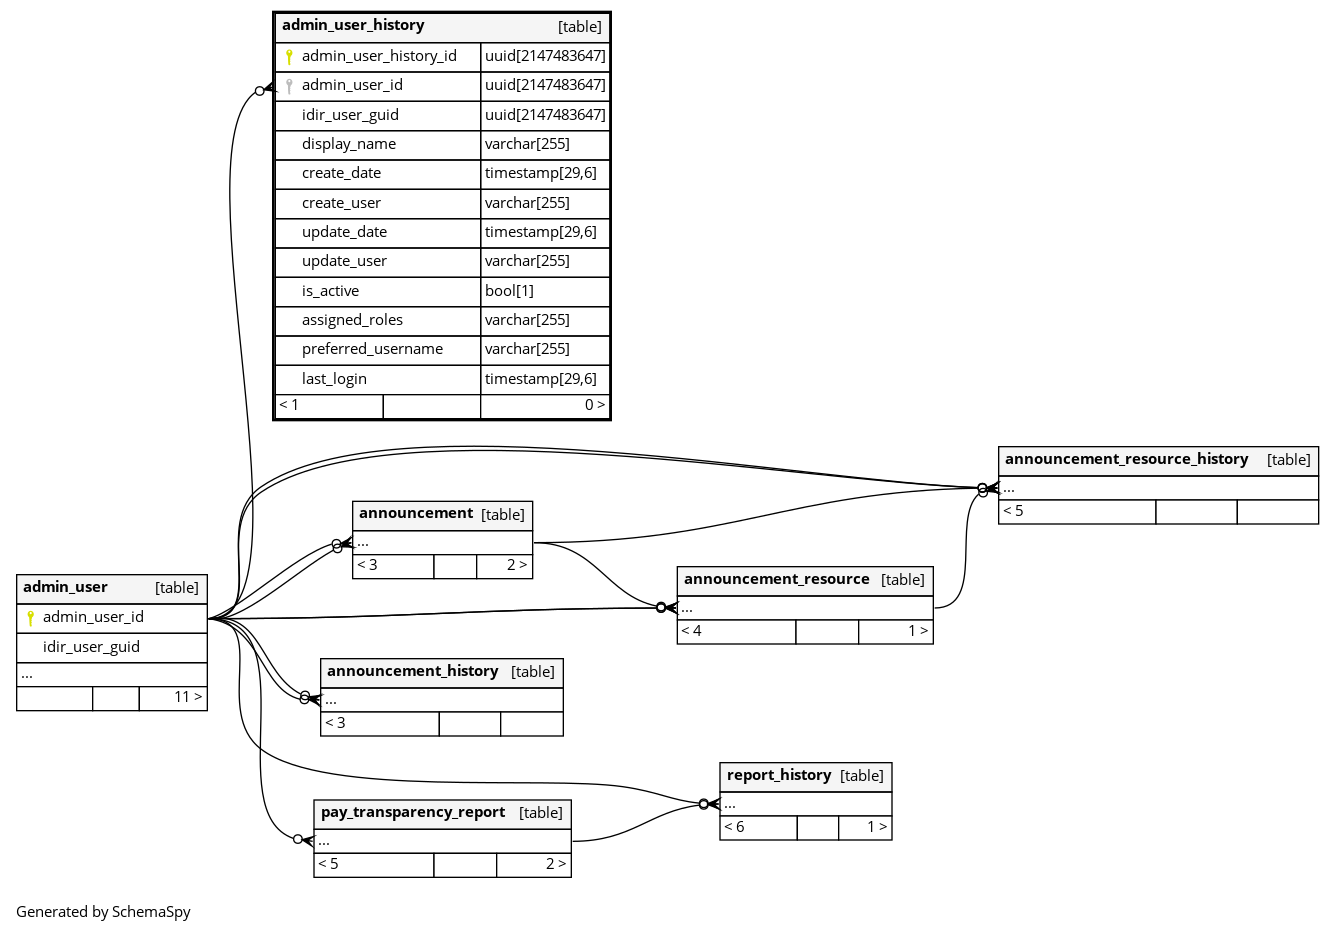 admin_user_history [table]
admin_user_history_id uuid[2147483647]
admin_user_id uuid[2147483647]
idir_user_guid uuid[2147483647]
display_name varchar[255]
create_date timestamp[29,6]
create_user varchar[255]
update_date timestamp[29,6]
update_user varchar[255]
is_active bool[1]
assigned_roles varchar[255]
preferred_username varchar[255]
last_login timestamp[29,6]
< 1 0 >
announcement_resource_history [table]
...
< 5
announcement [table]
...
< 3 2 >
announcement_resource [table]
...
< 4 1 >
admin_user [table]
admin_user_id
idir_user_guid
...
11 >
announcement_history [table]
...
< 3
report_history [table]
...
< 6 1 >
pay_transparency_report [table]
...
< 5 2 >
Generated by SchemaSpy